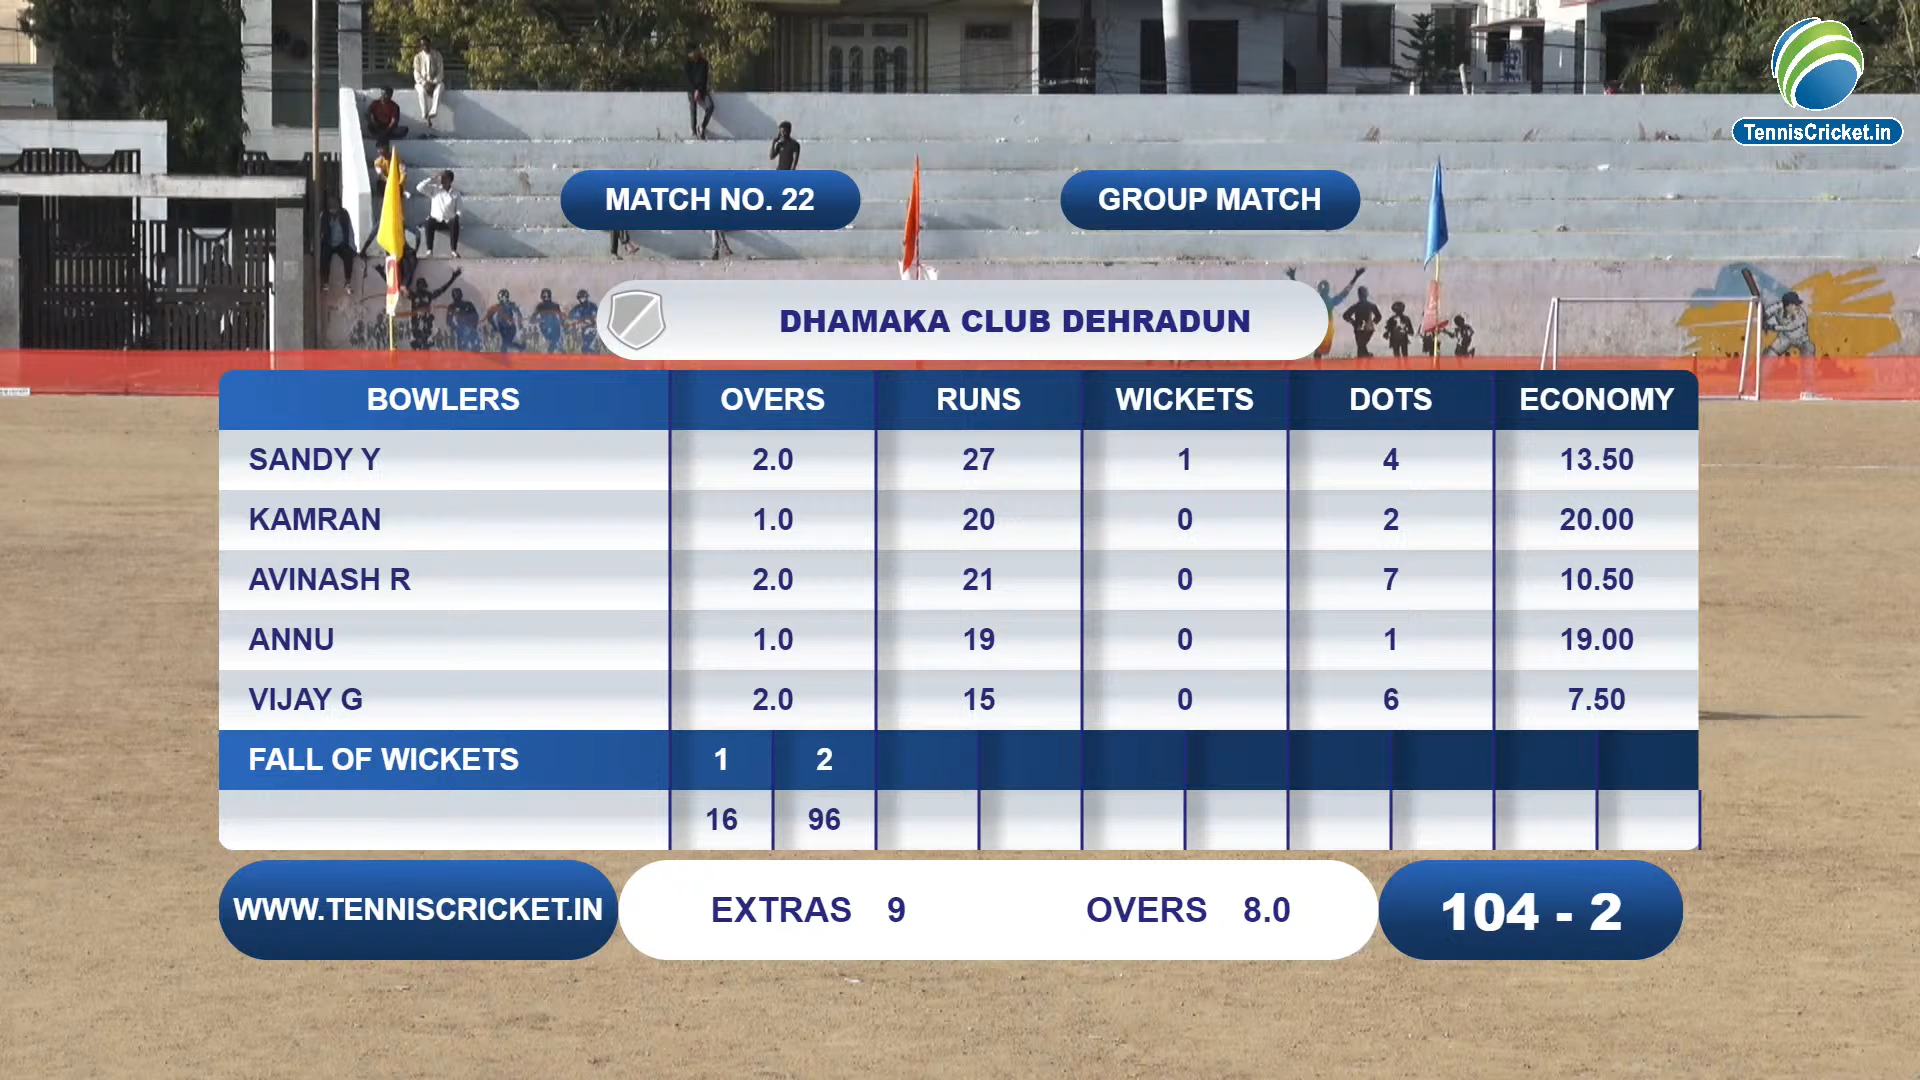 TennisCricket.in
MATCH NO. 22 GROUP MATCH
DHAMAKA CLUB DEHRADUN
BOWLERS OVERS RUNS WICKETS DOTS ECONOMY
SANDY Y 2.0 27 1 4 13.50
KAMRAN 1.0 20 0 2 20.00
AVINASH R 2.0 21 0 7 10.50
ANNU 1.0 19 0 1 19.00
VIJAY G 2.0 15 0 6 7.50
FALL OF WICKETS 1 2
16 96
WWW.TENNISCRICKET.IN EXTRAS 9 OVERS 8.0 104 - 2